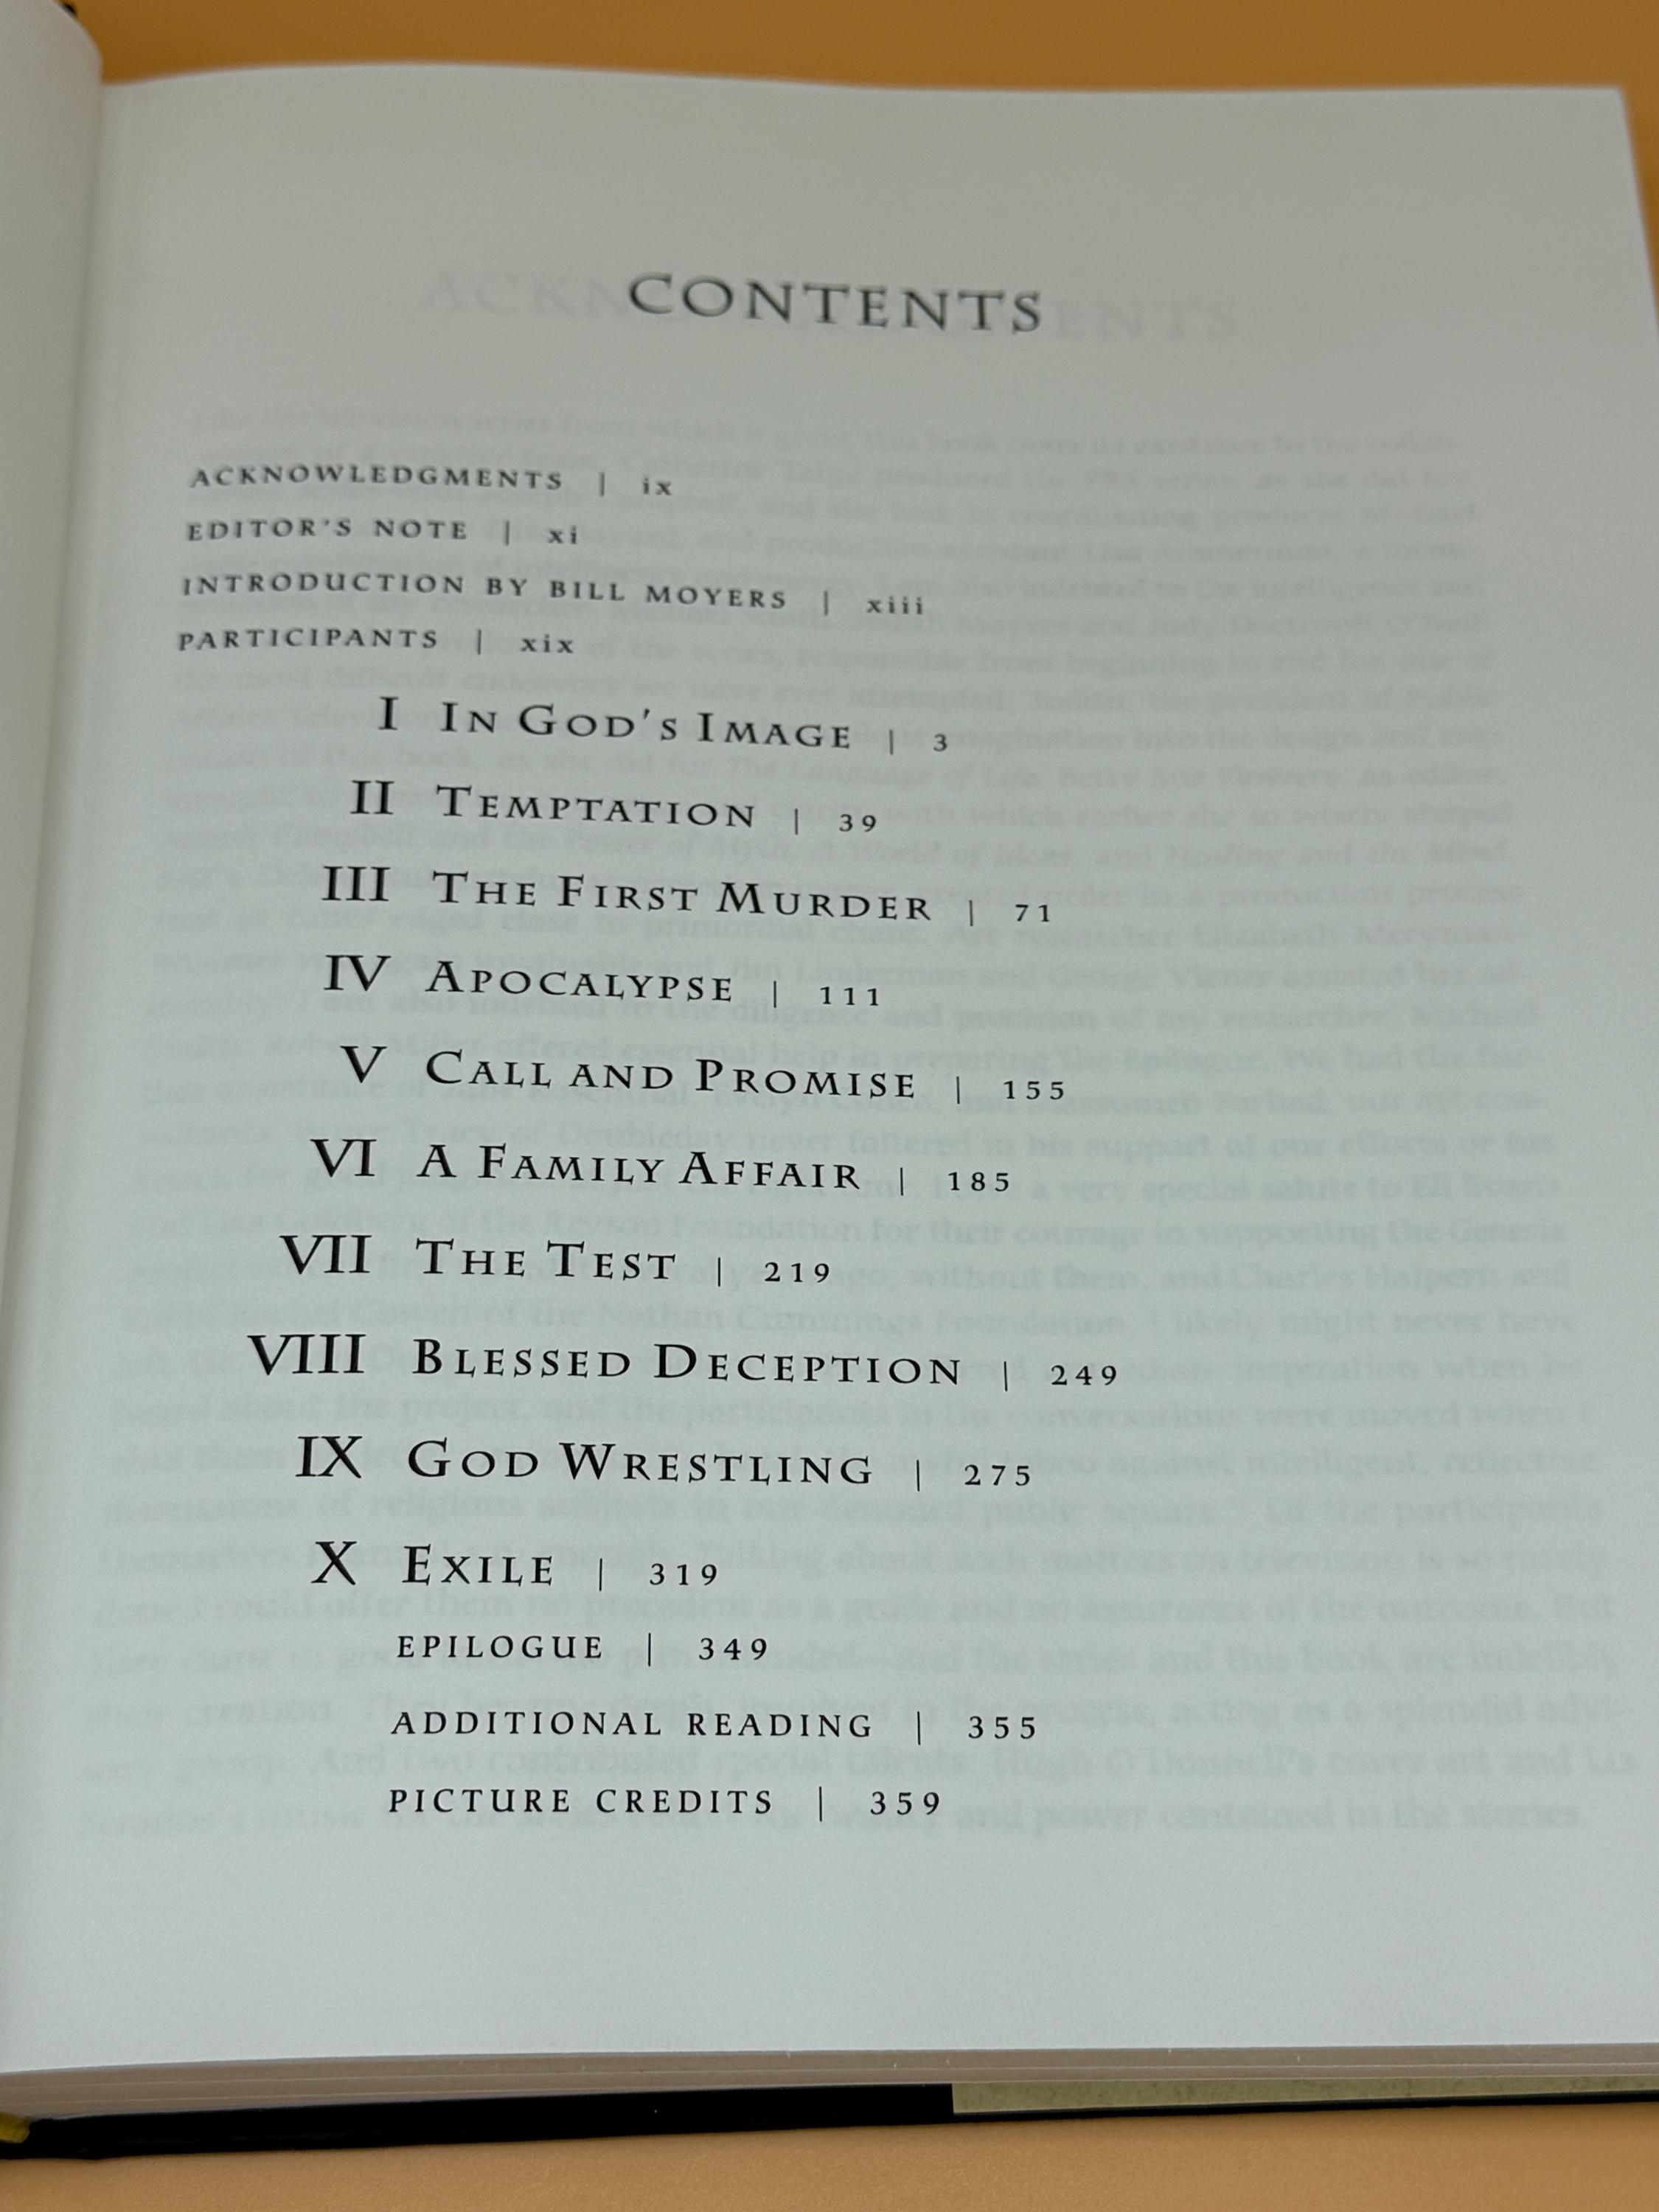 CONTENTS
ACKNOWLEDGMENTS | ix
EDITOR'S NOTE | xi
INTRODUCTION BY BILL MOYERS | xiii
PARTICIPANTS | xix
I IN GOD'S IMAGE | 3
II TEMPTATION | 39
III THE FIRST MURDER | 71
IV APOCALYPSE | 111
V CALL AND PROMISE | 155
VI A FAMILY AFFAIR | 185
VII THE TEST | 219
VIII BLESSED DECEPTION | 249
IX GOD WRESTLING | 275
X EXILE | 319
EPILOGUE | 349
ADDITIONAL READING | 355
PICTURE CREDITS | 359